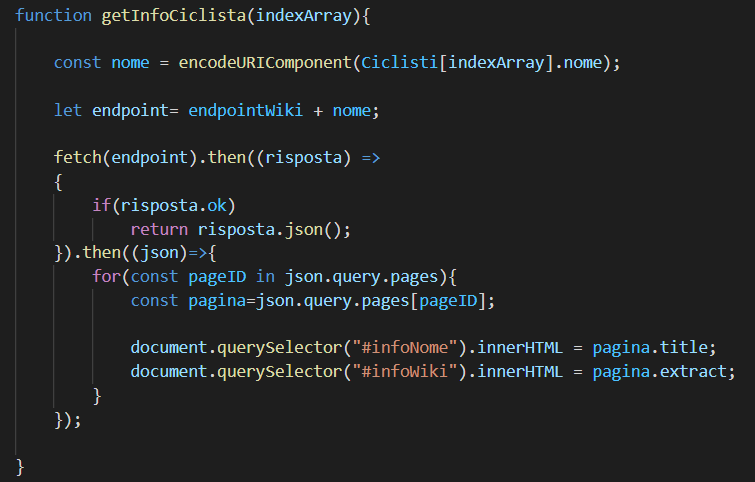 function getInfoCiclista(indexArray){
const nome = encodeURIComponent(Ciclisti[indexArray].nome);
let endpoint= endpointWiki + nome;
fetch(endpoint).then((risposta) =>
{
if(risposta.ok)
return risposta.json();
}).then((json)=>{
for(const pageID in json.query.pages){
const pagina=json.query.pages[pageID];
document.querySelector("#infoNome").innerHTML = pagina.title;
document.querySelector("#infoWiki").innerHTML = pagina.extract;
}
});
}